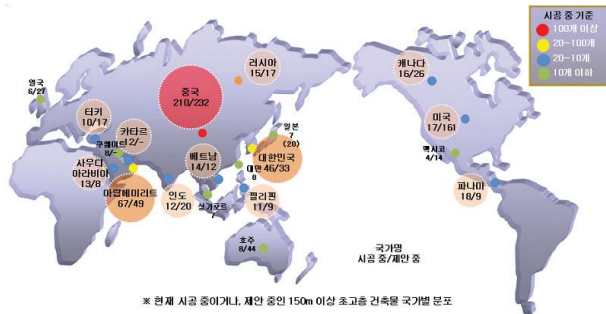 시공 중 기준
100개 이상
20~100개
20~10개
10개 이하
러시아
15/17
캐나다
16/26
영국
6/27
중국
210/232
터키
10/17
카타르
12/-
쿠웨이트
8/-
일본
7
(20)
미국
17/161
멕시코
4/14
사우디
아라비아
13/8
베트남
14/12
대만
8
대한민국
46/33
아랍에미리트
67/49
인도
12/20
싱가포르
7
필리핀
11/9
파나마
18/9
호주
8/44
국가명
시공 중/제안 중
※ 현재 시공 중이거나, 제안 중인 150m 이상 초고층 건축물 국가별 분포